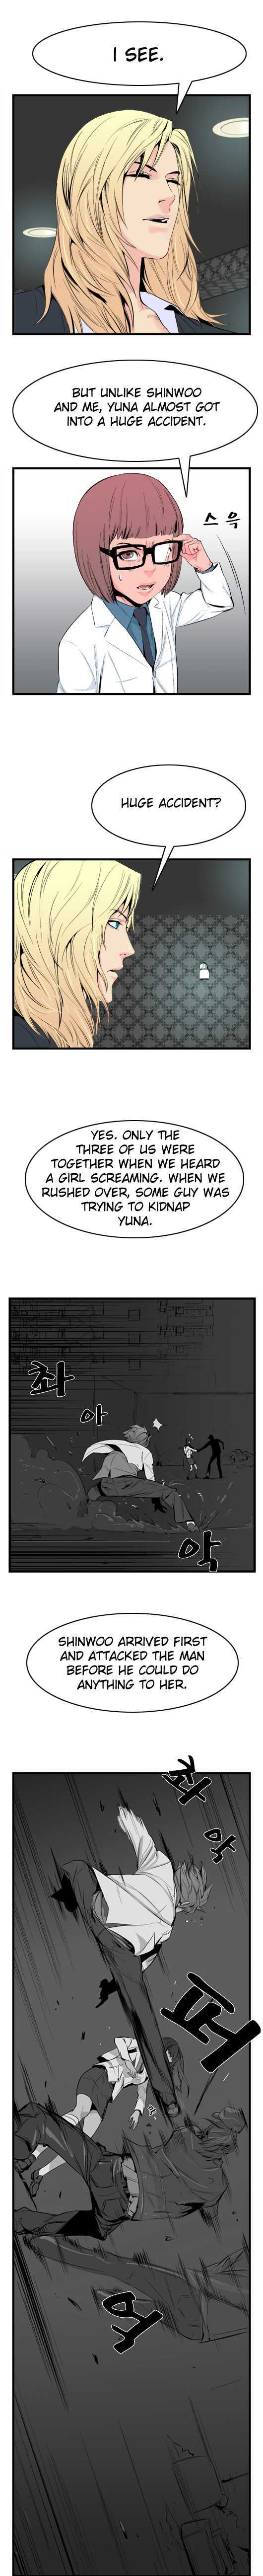 I SEE.
BUT UNLIKE SHINWOO
AND ME, YUNA ALMOST GOT
INTO A HUGE ACCIDENT.
스윽
HUGE ACCIDENT?
YES. ONLY THE
THREE OF US WERE
TOGETHER WHEN WE HEARD
A GIRL SCREAMING. WHEN WE
RUSHED OVER, SOME GUY WAS
TRYING TO KIDNAP
YUNA.
촤
아
악
SHINWOO ARRIVED FIRST
AND ATTACKED THE MAN
BEFORE HE COULD DO
ANYTHING TO HER.
콰
악
퍼
억